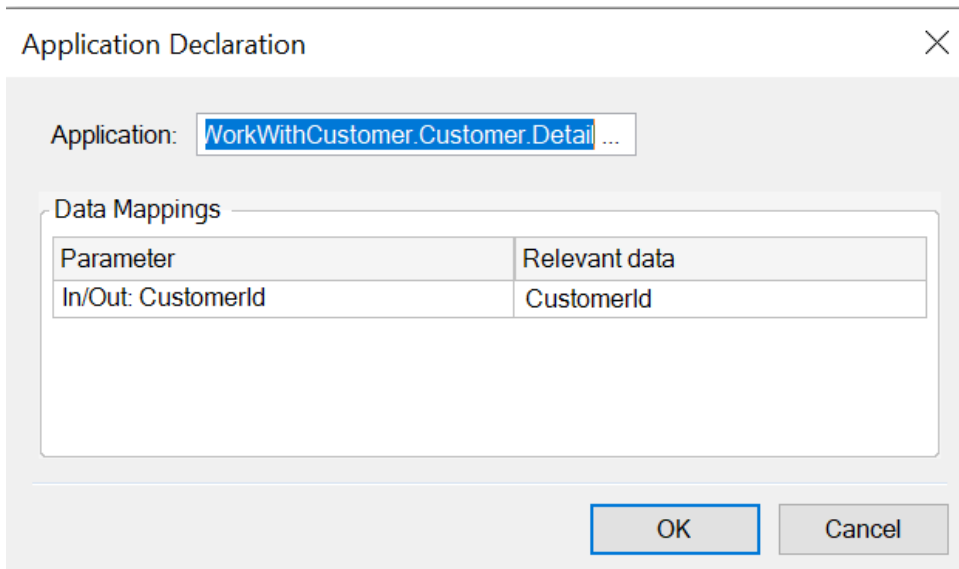 Application Declaration
Application: WorkWithCustomer.Customer.Detail ...
Data Mappings
Parameter Relevant data
In/Out: CustomerId CustomerId
OK Cancel